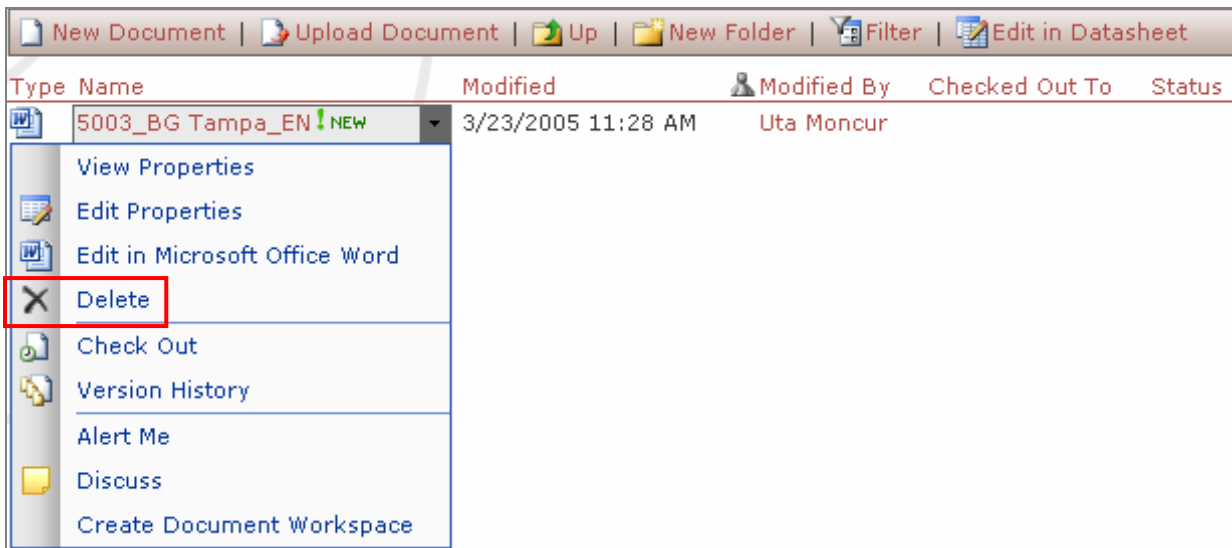 New Document | Upload Document | Up | New Folder | Filter | Edit in Datasheet
Type Name Modified Modified By Checked Out To Status
5003_BG Tampa_EN ! NEW 3/23/2005 11:28 AM Uta Moncur
View Properties
Edit Properties
Edit in Microsoft Office Word
Delete
Check Out
Version History
Alert Me
Discuss
Create Document Workspace